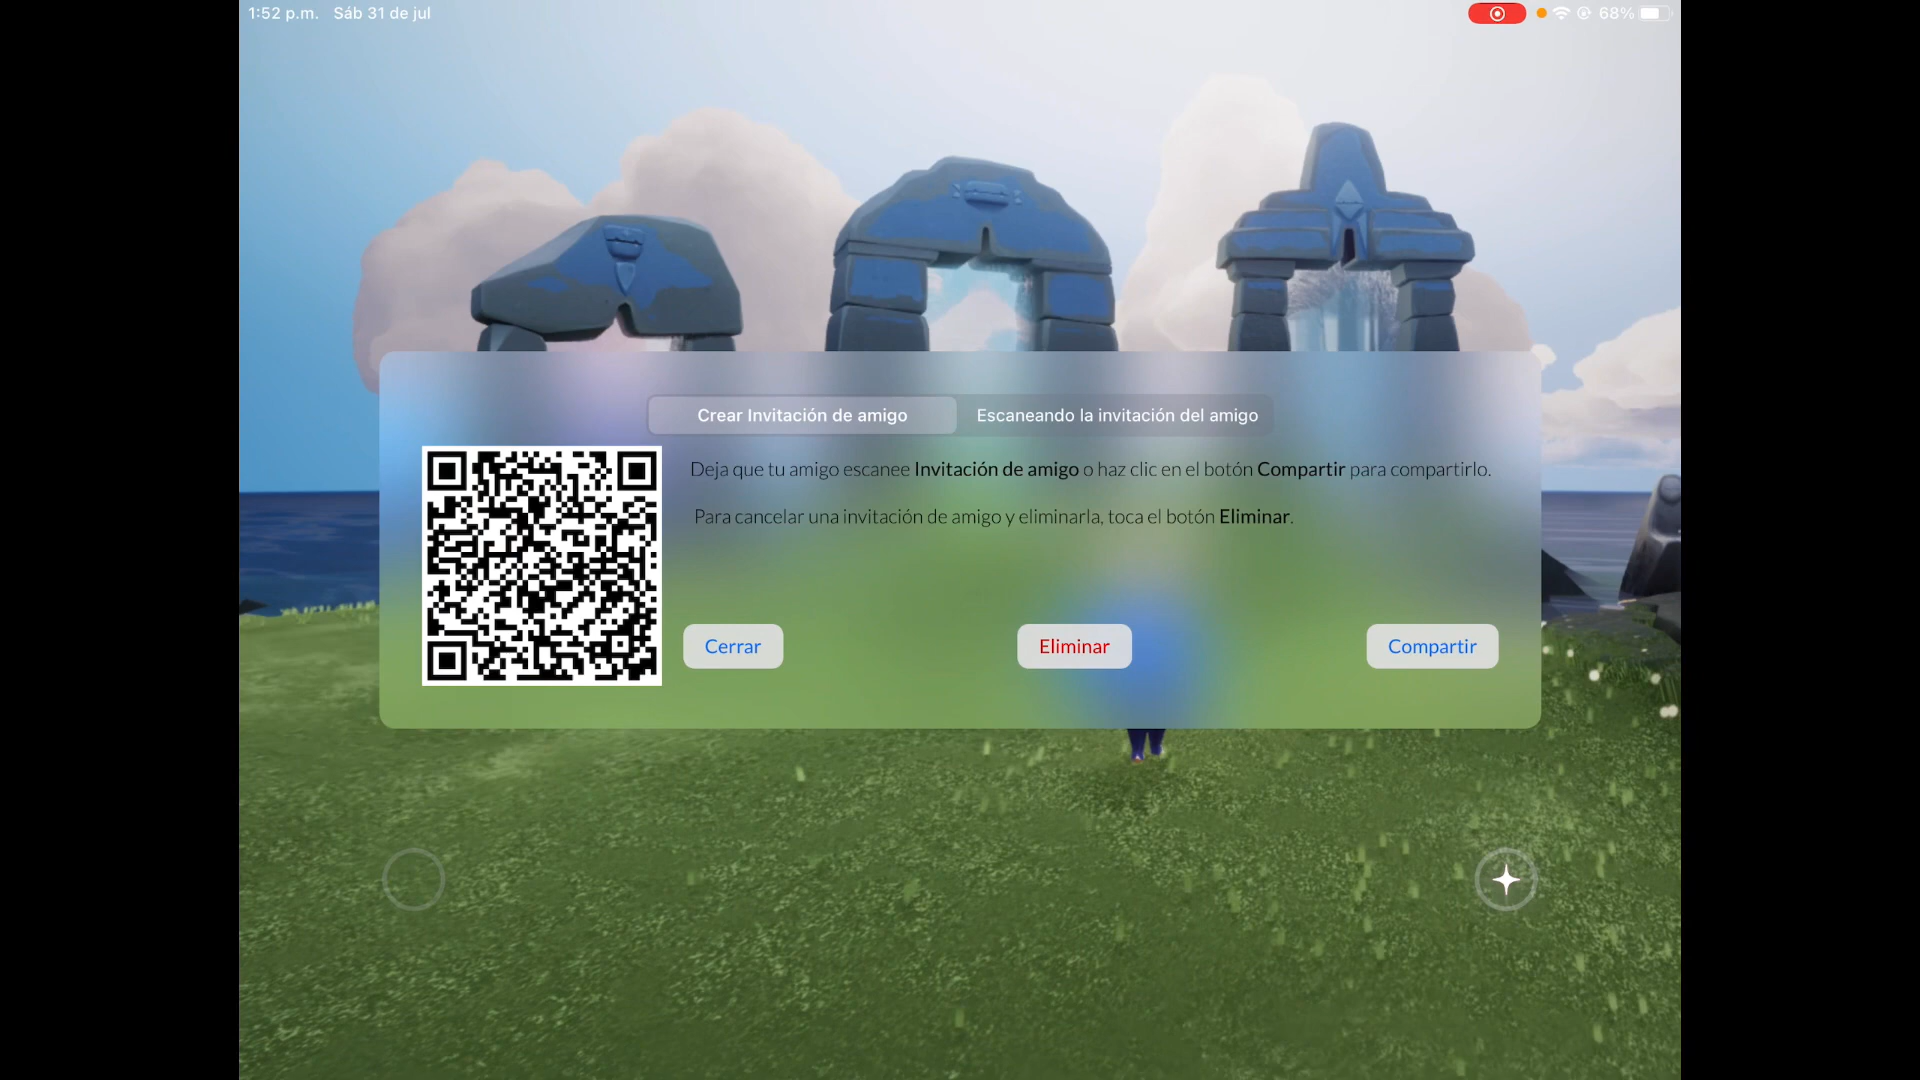 1:52 p.m. Sáb 31 de jul
68%
Crear Invitación de amigo
Escaneando la invitación del amigo
Deja que tu amigo escanee Invitación de amigo o haz clic en el botón Compartir para compartirlo.
Para cancelar una invitación de amigo y eliminarla, toca el botón Eliminar.
Cerrar
Eliminar
Compartir